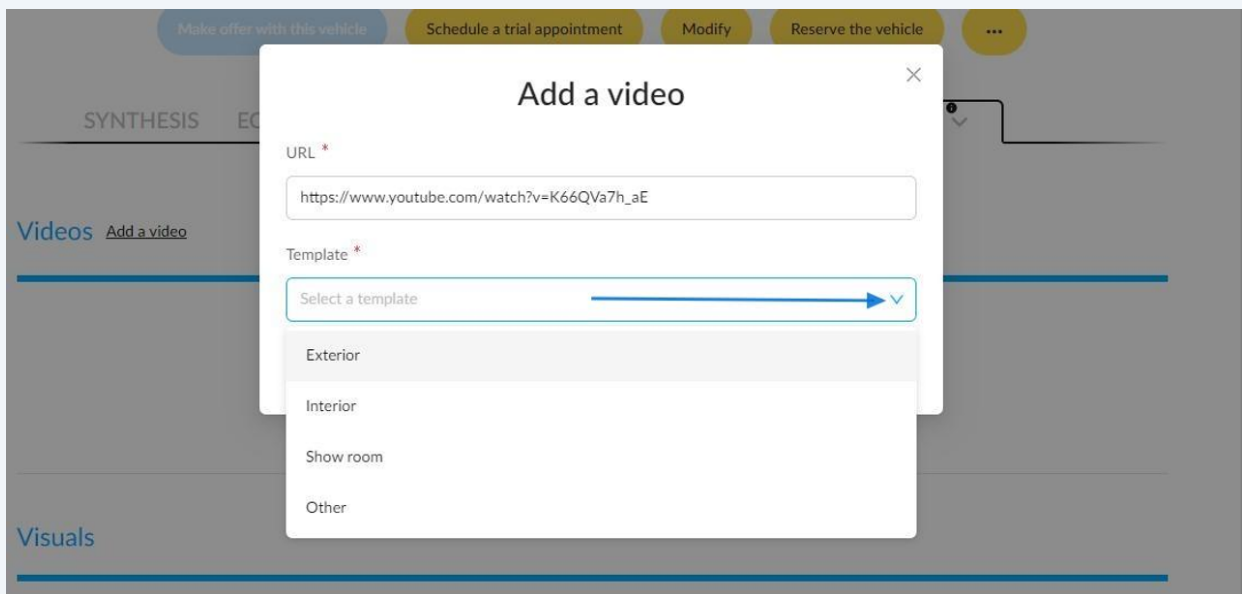 Make offer with this vehicle
Schedule a trial appointment
Modify
Reserve the vehicle
...
Add a video
SYNTHESIS
URL *
https://www.youtube.com/watch?v=K66QVa7h_aE
Videos
Add a video
Template *
Select a template
Exterior
Interior
Show room
Other
Visuals